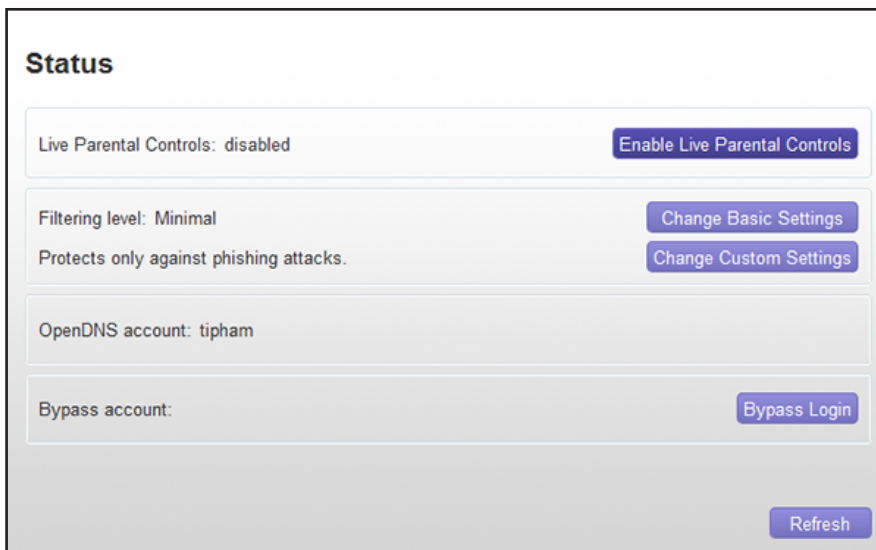 Status
Live Parental Controls: disabled
Enable Live Parental Controls
Filtering level: Minimal
Change Basic Settings
Protects only against phishing attacks.
Change Custom Settings
OpenDNS account: tipham
Bypass account:
Bypass Login
Refresh